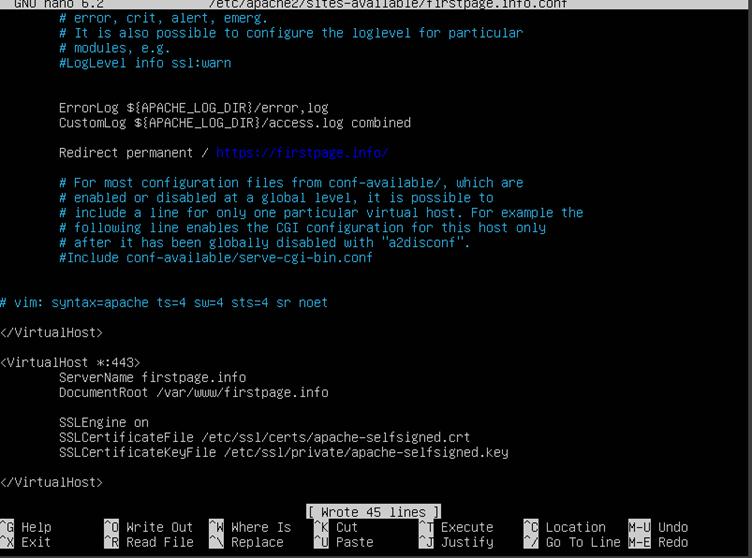 GNU nano 6.2 /etc/apache2/sites-available/firstpage.info.conf
# error, crit, alert, emerg.
# It is also possible to configure the loglevel for particular
# modules, e.g.
#LogLevel info ssl:warn
ErrorLog ${APACHE_LOG_DIR}/error,log
CustomLog ${APACHE_LOG_DIR}/access.log combined
Redirect permanent / https://firstpage.info/
# For most configuration files from conf-available/, which are
# enabled or disabled at a global level, it is possible to
# include a line for only one particular virtual host. For example the
# following line enables the CGI configuration for this host only
# after it has been globally disabled with "a2disconf".
#Include conf-available/serve-cgi-bin.conf
# vim: syntax=apache ts=4 sw=4 sts=4 sr noet
</VirtualHost>
<VirtualHost *:443>
ServerName firstpage.info
DocumentRoot /var/www/firstpage.info
SSLEngine on
SSLCertificateFile /etc/ssl/certs/apache-selfsigned.crt
SSLCertificateKeyFile /etc/ssl/private/apache-selfsigned.key
</VirtualHost>
[ Wrote 45 lines ]
^G Help ^O Write Out ^W Where Is ^K Cut ^T Execute ^C Location M-U Undo
^X Exit ^R Read File ^\ Replace ^U Paste ^J Justify ^/ Go To Line M-E Redo